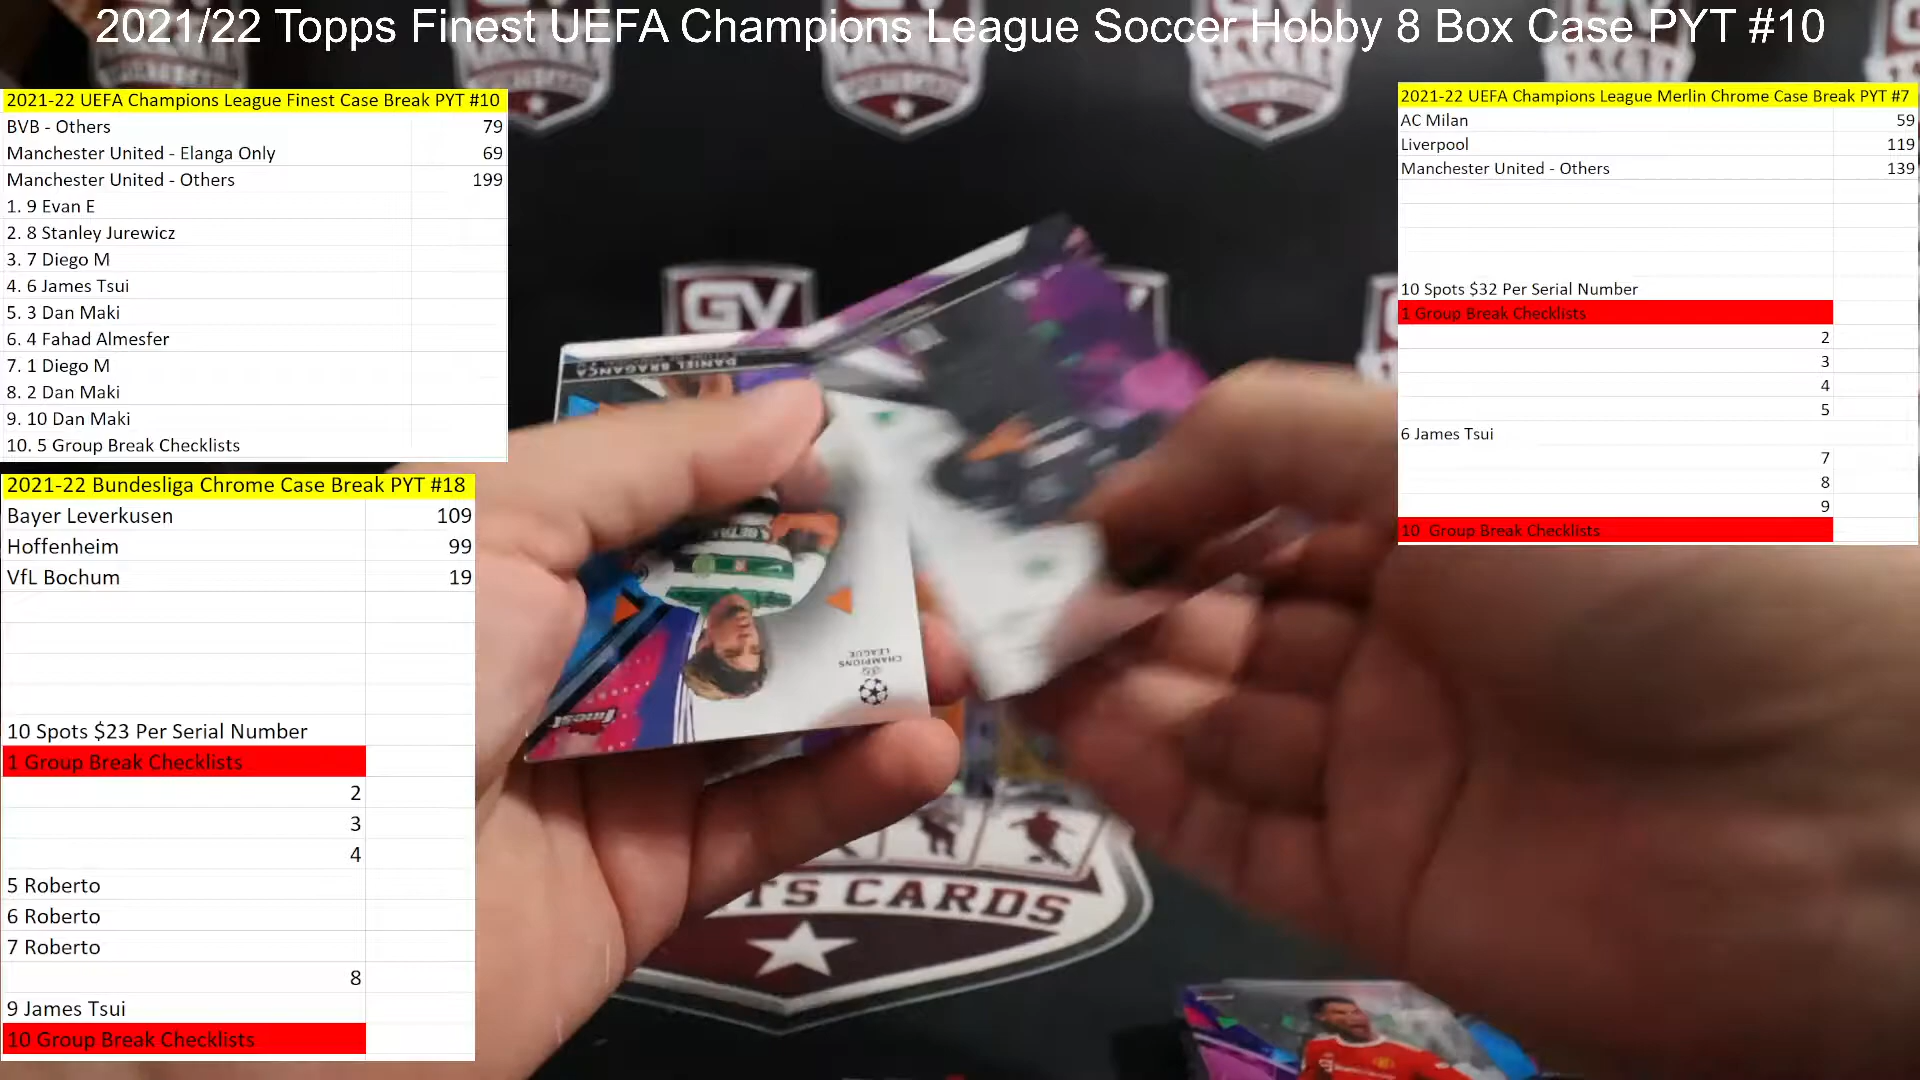 2021/22 Topps Finest UEFA Champions League Soccer Hobby 8 Box Case PYT #10
2021-22 UEFA Champions League Finest Case Break PYT #10
BVB - Others 79
Manchester United - Elanga Only 69
Manchester United - Others 199
1. 9 Evan E
2. 8 Stanley Jurewicz
3. 7 Diego M
4. 6 James Tsui
5. 3 Dan Maki
6. 4 Fahad Almesfer
7. 1 Diego M
8. 2 Dan Maki
9. 10 Dan Maki
10. 5 Group Break Checklists
2021-22 Bundesliga Chrome Case Break PYT #18
Bayer Leverkusen 109
Hoffenheim 99
VfL Bochum 19
10 Spots $23 Per Serial Number
1 Group Break Checklists
2
3
4
5 Roberto
6 Roberto
7 Roberto
8
9 James Tsui
10 Group Break Checklists
2021-22 UEFA Champions League Merlin Chrome Case Break PYT #7
AC Milan 59
Liverpool 119
Manchester United - Others 139
10 Spots $32 Per Serial Number
1 Group Break Checklists
2
3
4
5
6 James Tsui
7
8
9
10 Group Break Checklists
GV
DANIEL BRAGANÇA
CHAMPIONS
LEAGUE
Finest
TS CARDS